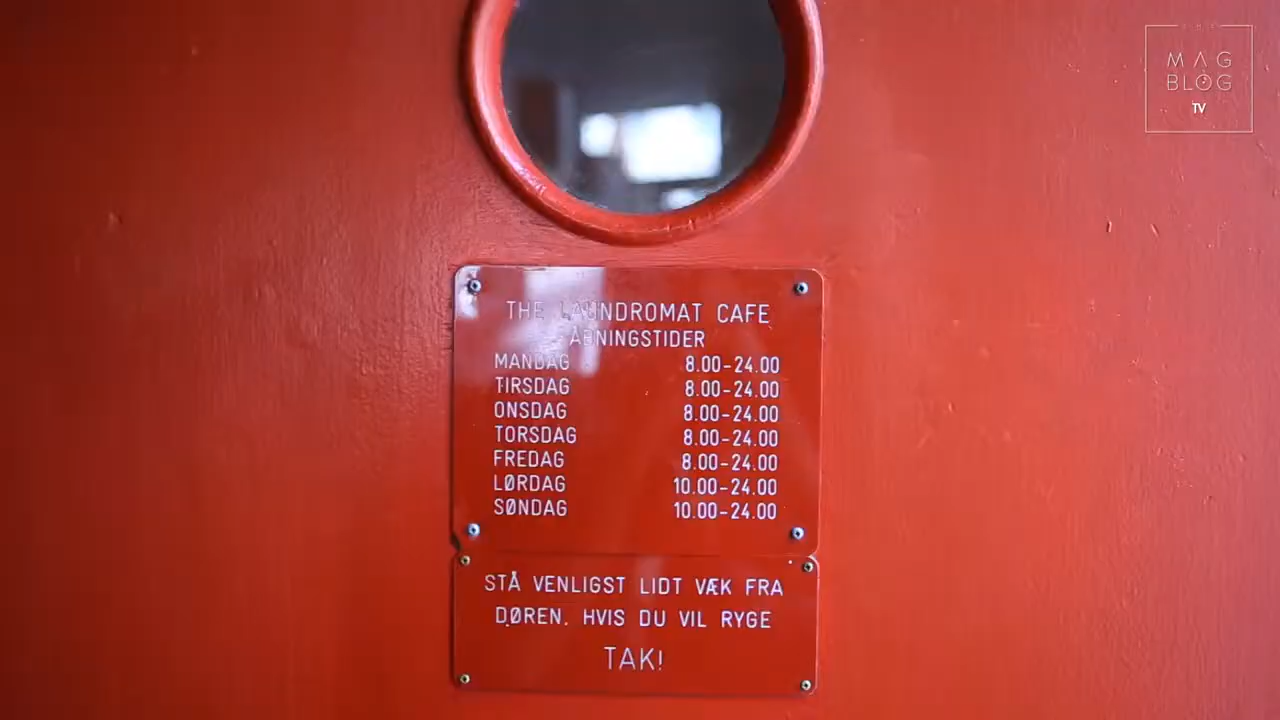 THE
MAG
BLOG
TV
THE LAUNDROMAT CAFE
ÅBNINGSTIDER
MANDAG 8.00-24.00
TIRSDAG 8.00-24.00
ONSDAG 8.00-24.00
TORSDAG 8.00-24.00
FREDAG 8.00-24.00
LØRDAG 10.00-24.00
SØNDAG 10.00-24.00
STÅ VENLIGST LIDT VÆK FRA
DØREN. HVIS DU VIL RYGE
TAK!